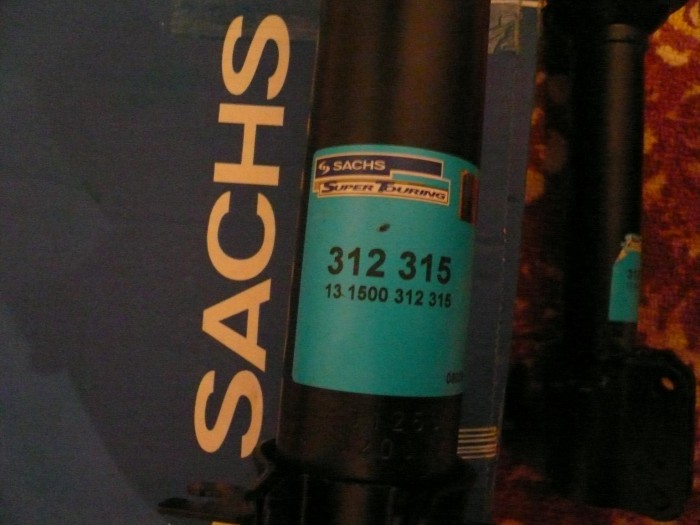 SACHS
SACHS
SUPER TOURING
312 315
13 1500 312 315